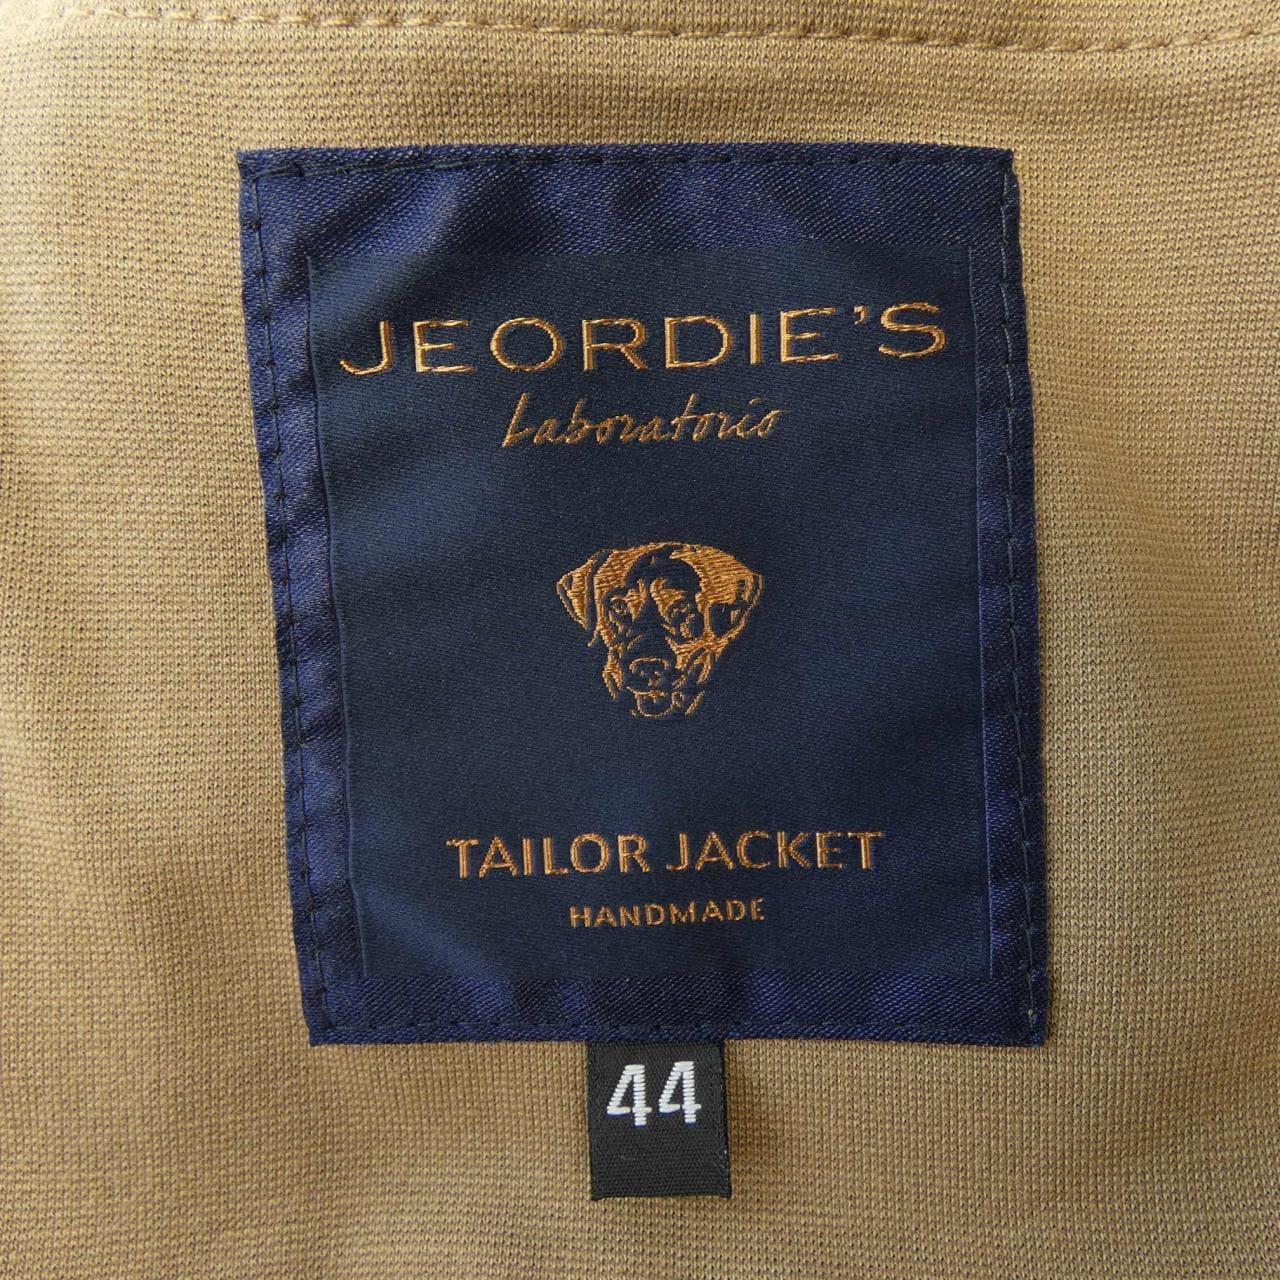 JEORDIE'S
Laboratorio
TAILOR JACKET
HANDMADE
44